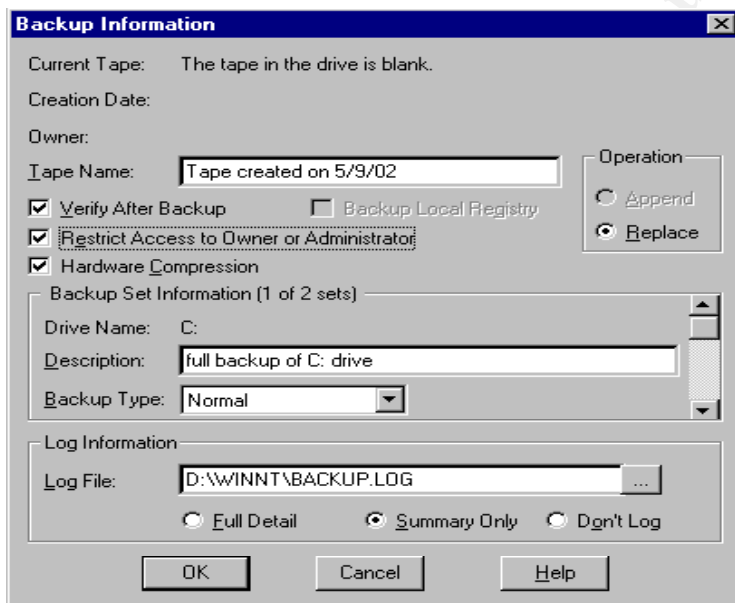 Backup Information
Current Tape: The tape in the drive is blank.
Creation Date:
Owner:
Tape Name: Tape created on 5/9/02
Operation
Append
Replace
Verify After Backup Backup Local Registry
Restrict Access to Owner or Administrator
Hardware Compression
Backup Set Information (1 of 2 sets)
Drive Name: C:
Description: full backup of C: drive
Backup Type: Normal
Log Information
Log File: D:\WINNT\BACKUP.LOG ...
Full Detail Summary Only Don't Log
OK Cancel Help